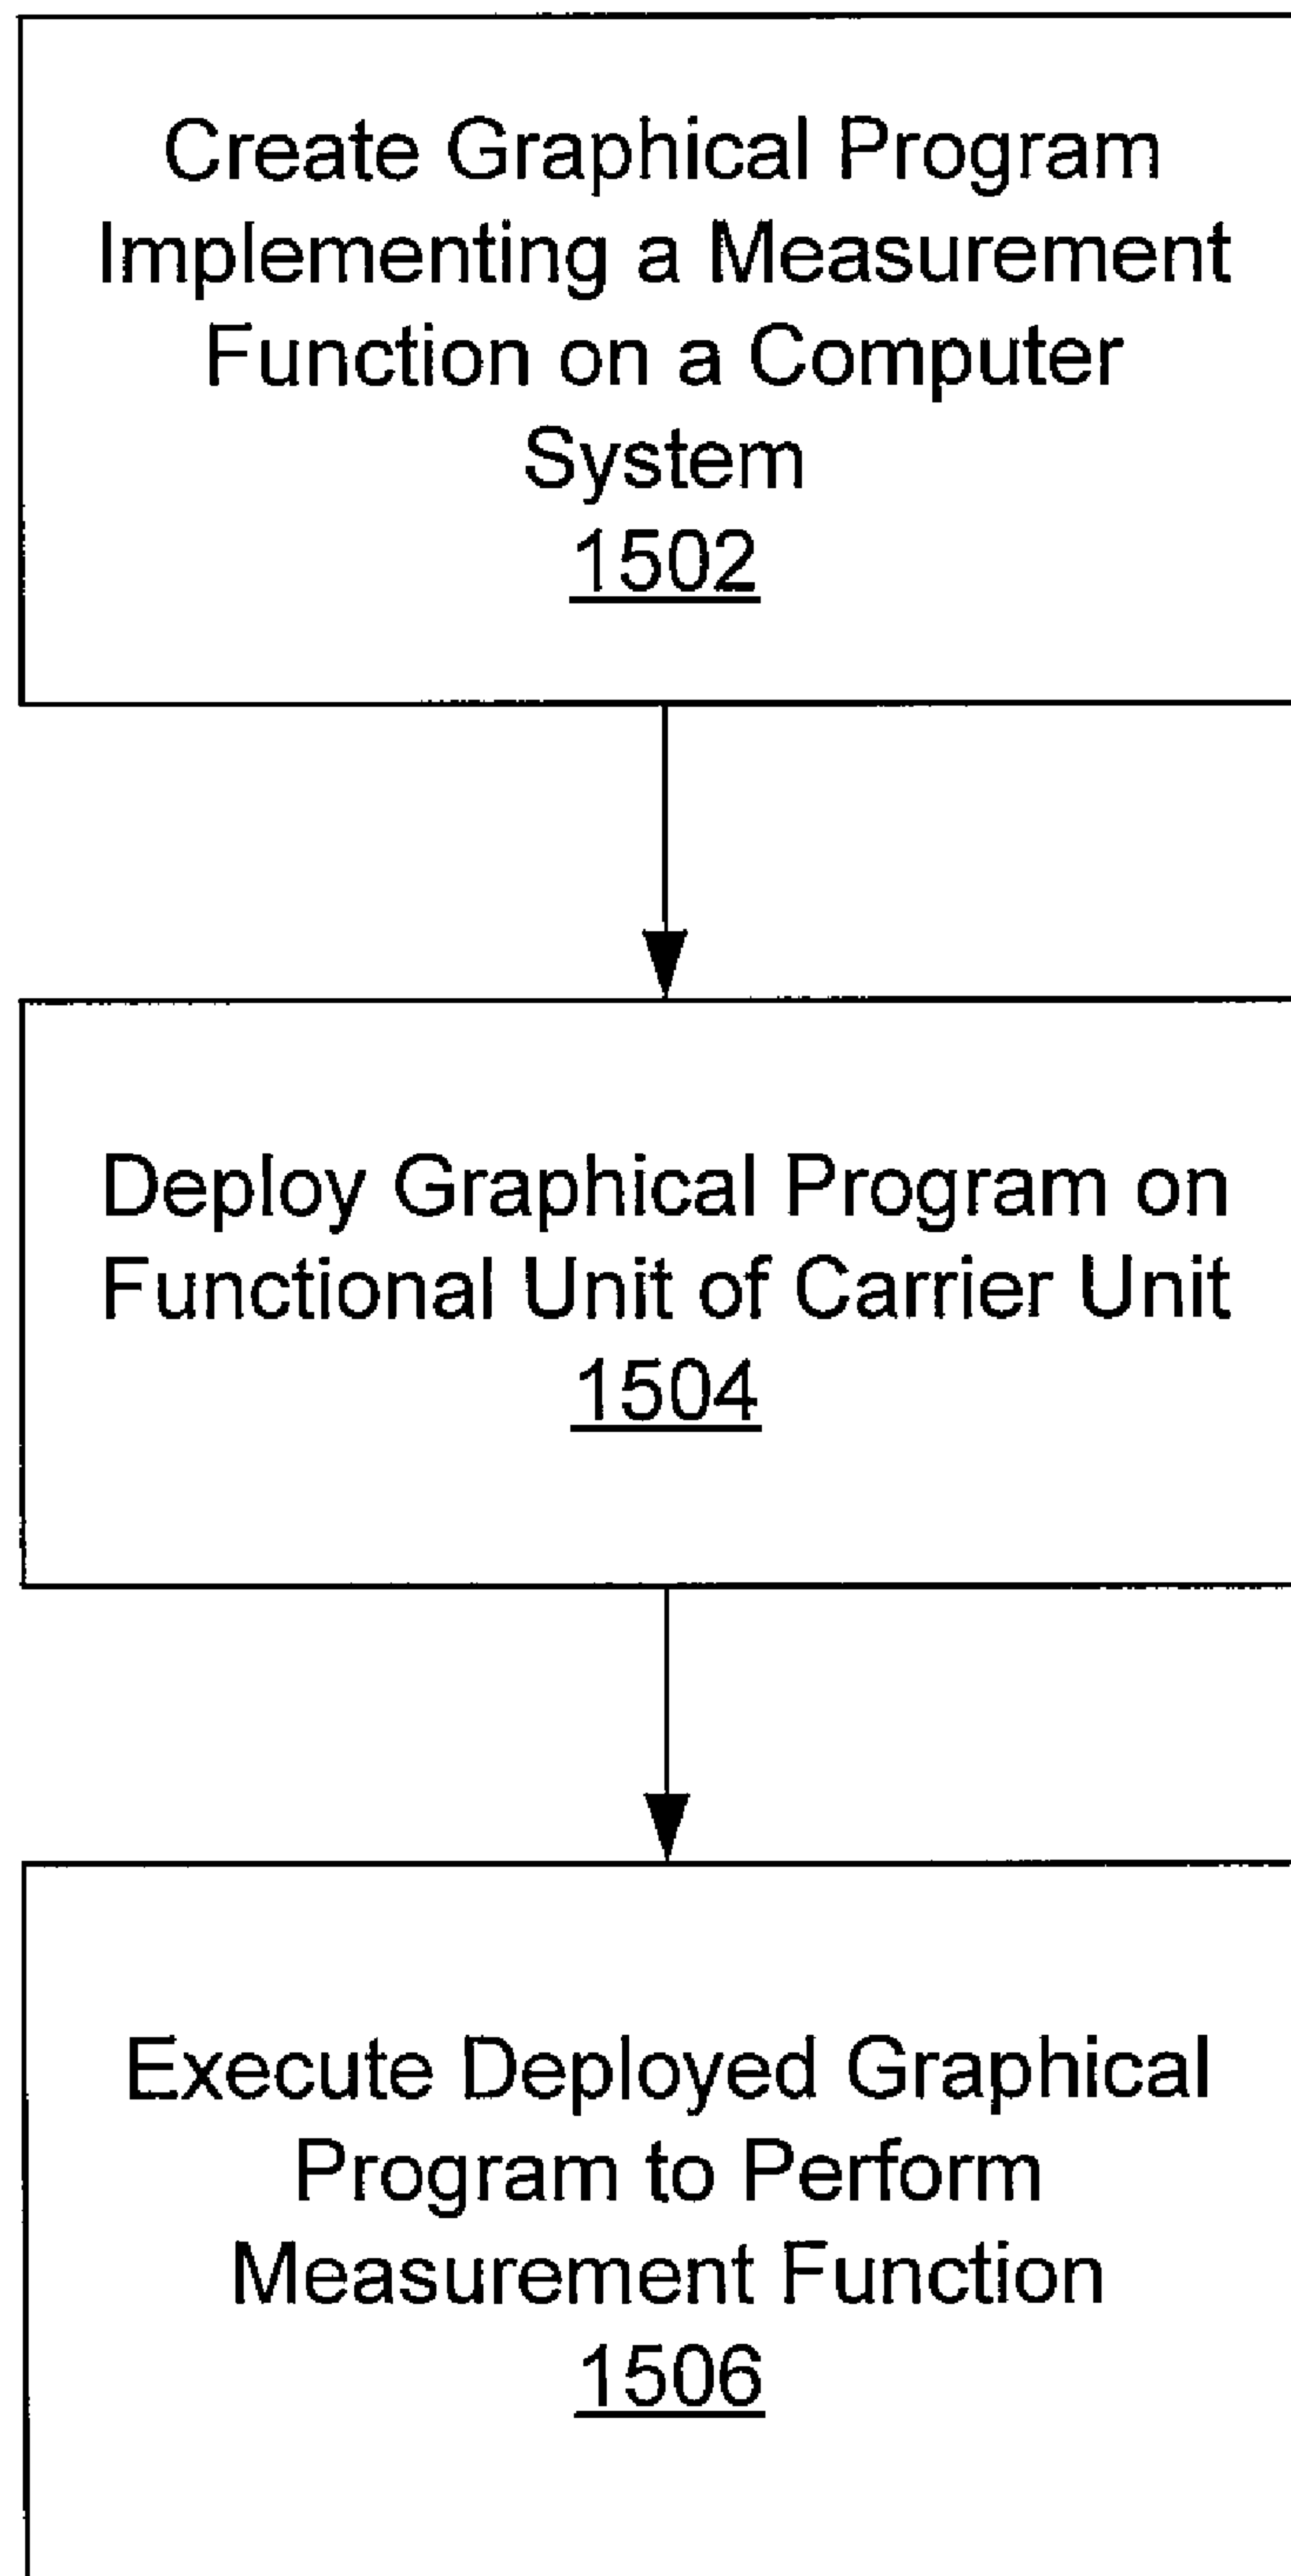 Create Graphical Program
Implementing a Measurement
Function on a Computer
System
1502
Deploy Graphical Program on
Functional Unit of Carrier Unit
1504
Execute Deployed Graphical
Program to Perform
Measurement Function
1506